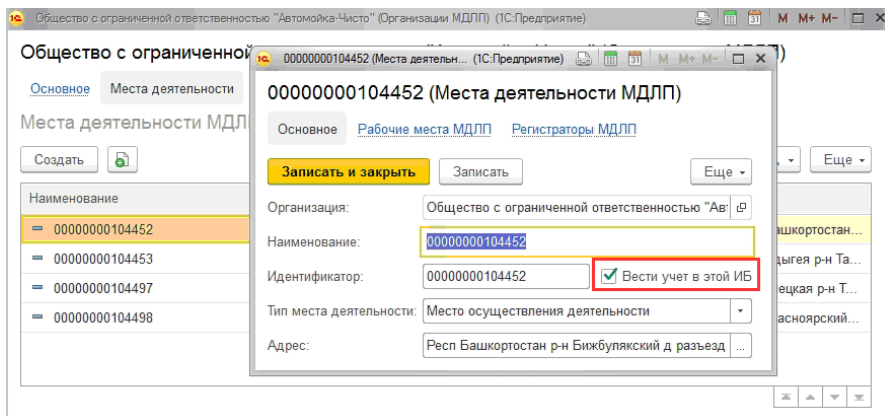 Общество с ограниченной ответственностью "Автомойка-Чисто" (Организации МДЛП) (1С:Предприятие)
M M+ M-
Общество с ограниченной
Основное Места деятельности
Места деятельности МДЛ
Создать
Еще
Наименование
00000000104452
ашкортостан...
00000000104453
дыгея р-н Та...
00000000104497
ецкая р-н Т...
00000000104498
асноярский...
00000000104452 (Места деятельн... (1С:Предприятие)
M M+ M-
00000000104452 (Места деятельности МДЛП)
Основное Рабочие места МДЛП Регистраторы МДЛП
Записать и закрыть Записать Еще
Организация: Общество с ограниченной ответственностью "Авт
Наименование: 00000000104452
Идентификатор: 00000000104452 Вести учет в этой ИБ
Тип места деятельности: Место осуществления деятельности
Адрес: Респ Башкортостан р-н Бижбулякский д разъезд ...